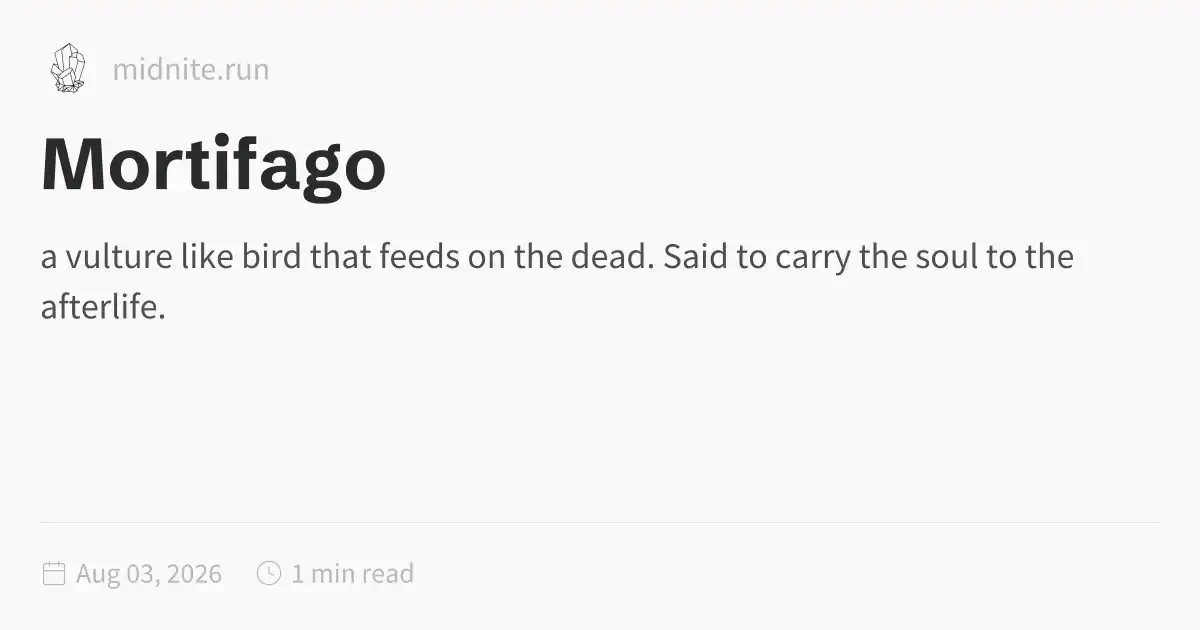 midnite.run
Mortifago
a vulture like bird that feeds on the dead. Said to carry the soul to the
afterlife.
Aug 03, 2026 1 min read